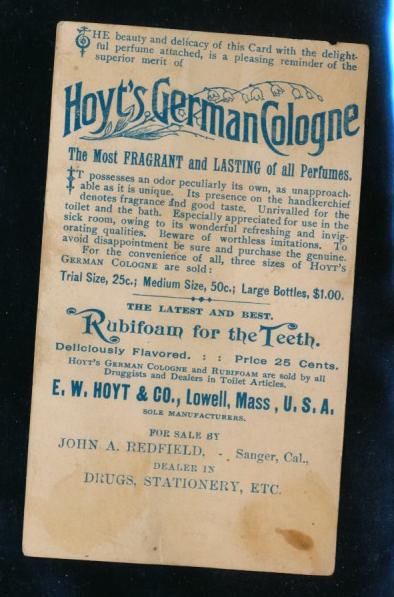 THE beauty and delicacy of this Card with the delight-
ful perfume attached, is a pleasing reminder of the
superior merit of
Hoyt's German Cologne
The Most FRAGRANT and LASTING of all Perfumes.
IT possesses an odor peculiarly its own, as unapproach-
able as it is unique. Its presence on the handkerchief
denotes fragrance and good taste. Unrivalled for the
toilet and the bath. Especially appreciated for use in the
sick room, owing to its wonderful refreshing and invig-
orating qualities. Beware of worthless imitations. To
avoid disappointment be sure and purchase the genuine.
For the convenience of all, three sizes of HOYT'S
GERMAN COLOGNE are sold:
Trial Size, 25c.; Medium Size, 50c.; Large Bottles, $1.00.
THE LATEST AND BEST.
Rubifoam for the Teeth.
Deliciously Flavored. : : Price 25 Cents.
HOYT'S GERMAN COLOGNE and RUBIFOAM are sold by all
Druggists and Dealers in Toilet Articles.
E. W. HOYT & CO., Lowell, Mass, U. S. A.
SOLE MANUFACTURERS.
FOR SALE BY
JOHN A. REDFIELD, - Sanger, Cal.,
DEALER IN
DRUGS, STATIONERY, ETC.